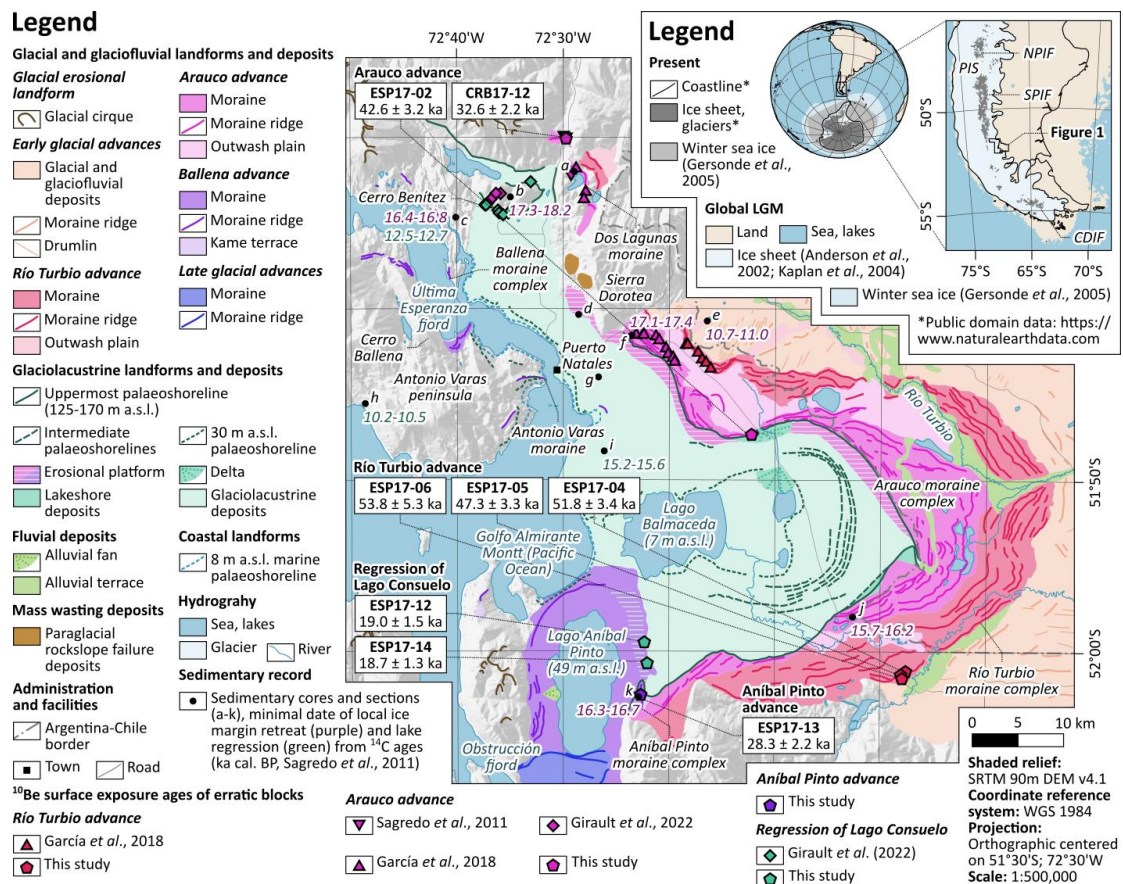 Legend
Glacial and glaciofluvial landforms and deposits
Glacial erosional
landform
Glacial cirque
Early glacial advances
Glacial and
glaciofluvial
deposits
Moraine ridge
Drumlin
Río Turbio advance
Moraine
Moraine ridge
Outwash plain
Arauco advance
Moraine
Moraine ridge
Outwash plain
Ballena advance
Moraine
Moraine ridge
Kame terrace
Late glacial advances
Moraine
Moraine ridge
Glaciolacustrine landforms and deposits
Uppermost palaeoshoreline
(125-170 m a.s.l.)
Intermediate
palaeoshorelines
Erosional platform
Lakeshore
deposits
30 m a.s.l.
palaeoshoreline
Delta
Glaciolacustrine
deposits
Fluvial deposits
Alluvial fan
Alluvial terrace
Mass wasting deposits
Paraglacial
rockslope failure
deposits
Coastal landforms
8 m a.s.l. marine
palaeoshoreline
Hydrograhy
Sea, lakes
Glacier
River
Administration
and facilities
Argentina-Chile
border
Town
Road
Sedimentary record
Sedimentary cores and sections
(a-k), minimal date of local ice
margin retreat (purple) and lake
regression (green) from ¹⁴C ages
(ka cal. BP, Sagredo et al., 2011)
¹⁰Be surface exposure ages of erratic blocks
Río Turbio advance
García et al., 2018
This study
Arauco advance
Sagredo et al., 2011
García et al., 2018
Girault et al., 2022
This study
Aníbal Pinto advance
This study
Regression of Lago Consuelo
Girault et al. (2022)
This study
72°40'W
72°30'W
Arauco advance
ESP17-02
42.6 ± 3.2 ka
CRB17-12
32.6 ± 2.2 ka
a
b
Cerro Benítez
16.4-16.8
12.5-12.7
17.3-18.2
c
Dos Lagunas
moraine
Ballena
moraine
complex
Sierra
Dorotea
Última
Esperanza
fjord
d
e
17.1-17.4
10.7-11.0
f
Cerro
Ballena
Puerto
Natales
g
Antonio Varas
peninsula
h
10.2-10.5
Antonio Varas
moraine
i
15.2-15.6
Río Turbio
51°50'S
Arauco moraine
complex
Río Turbio advance
ESP17-06
53.8 ± 5.3 ka
ESP17-05
47.3 ± 3.3 ka
ESP17-04
51.8 ± 3.4 ka
Lago
Balmaceda
(7 m a.s.l.)
Golfo Almirante
Montt (Pacific
Ocean)
Regression of
Lago Consuelo
ESP17-12
19.0 ± 1.5 ka
ESP17-14
18.7 ± 1.3 ka
j
15.7-16.2
Lago Aníbal
Pinto
(49 m a.s.l.)
52°00'S
Río Turbio
moraine complex
k
16.3-16.7
Aníbal Pinto
advance
ESP17-13
28.3 ± 2.2 ka
Obstrucción
fjord
Aníbal Pinto
moraine complex
0 5 10 km
Shaded relief:
SRTM 90m DEM v4.1
Coordinate reference
system: WGS 1984
Projection:
Orthographic centered
on 51°30'S; 72°30'W
Scale: 1:500,000
Legend
Present
Coastline*
Ice sheet,
glaciers*
Winter sea ice
(Gersonde et al.,
2005)
Global LGM
Land
Sea, lakes
Ice sheet (Anderson et al.,
2002; Kaplan et al., 2004)
Winter sea ice (Gersonde et al., 2005)
*Public domain data: https://
www.naturalearthdata.com
PIS
NPIF
SPIF
Figure 1
CDIF
50°S
55°S
75°S
65°S
70°S